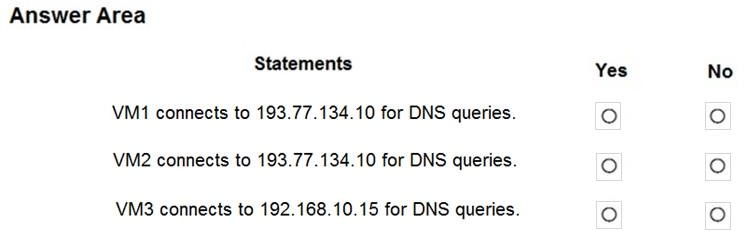 Answer Area
Statements Yes No
VM1 connects to 193.77.134.10 for DNS queries.
VM2 connects to 193.77.134.10 for DNS queries.
VM3 connects to 192.168.10.15 for DNS queries.